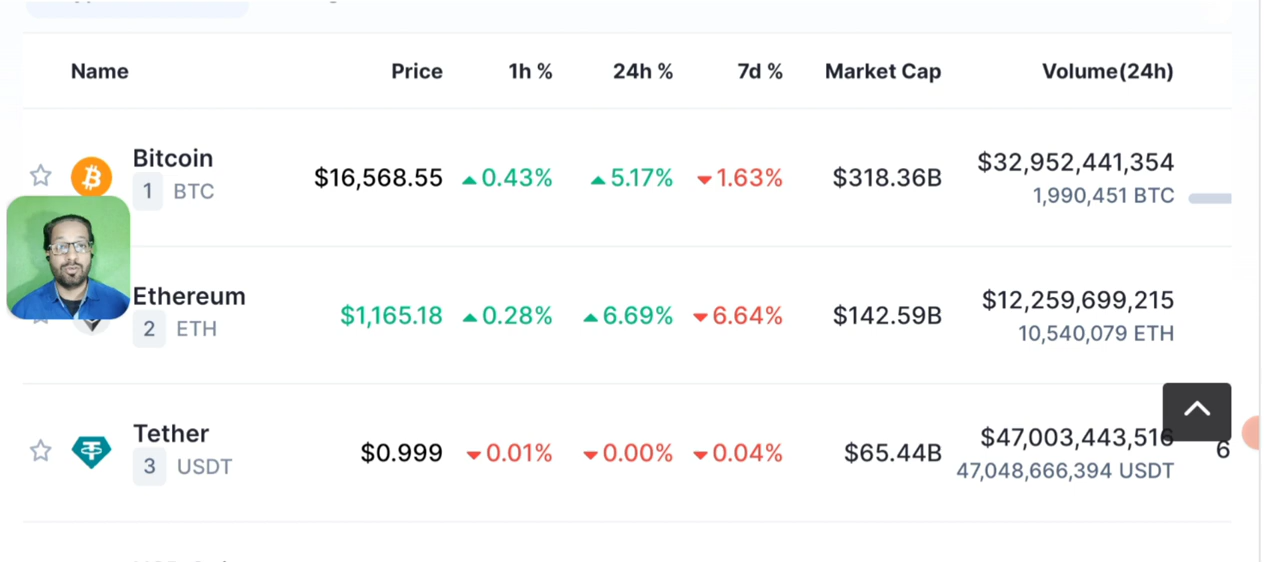 Name Price 1h % 24h % 7d % Market Cap Volume(24h)
Bitcoin
1 BTC $16,568.55 0.43% 5.17% 1.63% $318.36B $32,952,441,354
1,990,451 BTC
Ethereum
2 ETH $1,165.18 0.28% 6.69% 6.64% $142.59B $12,259,699,215
10,540,079 ETH
Tether
3 USDT $0.999 0.01% 0.00% 0.04% $65.44B $47,003,443,516
47,048,666,394 USDT
6